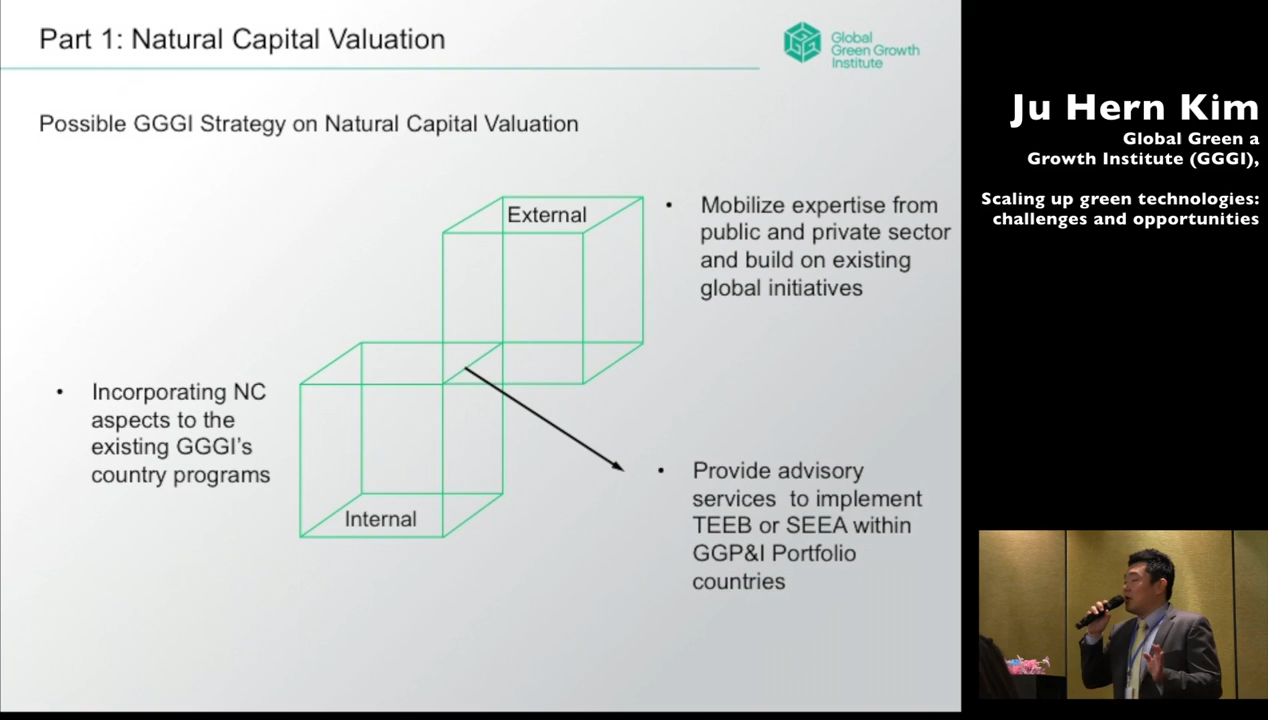 Part 1: Natural Capital Valuation
Global
Green Growth
Institute
Possible GGGI Strategy on Natural Capital Valuation
External
• Mobilize expertise from
public and private sector
and build on existing
global initiatives
• Incorporating NC
aspects to the
existing GGGI's
country programs
Internal
• Provide advisory
services to implement
TEEB or SEEA within
GGP&I Portfolio
countries
Ju Hern Kim
Global Green a
Growth Institute (GGGI),
Scaling up green technologies:
challenges and opportunities